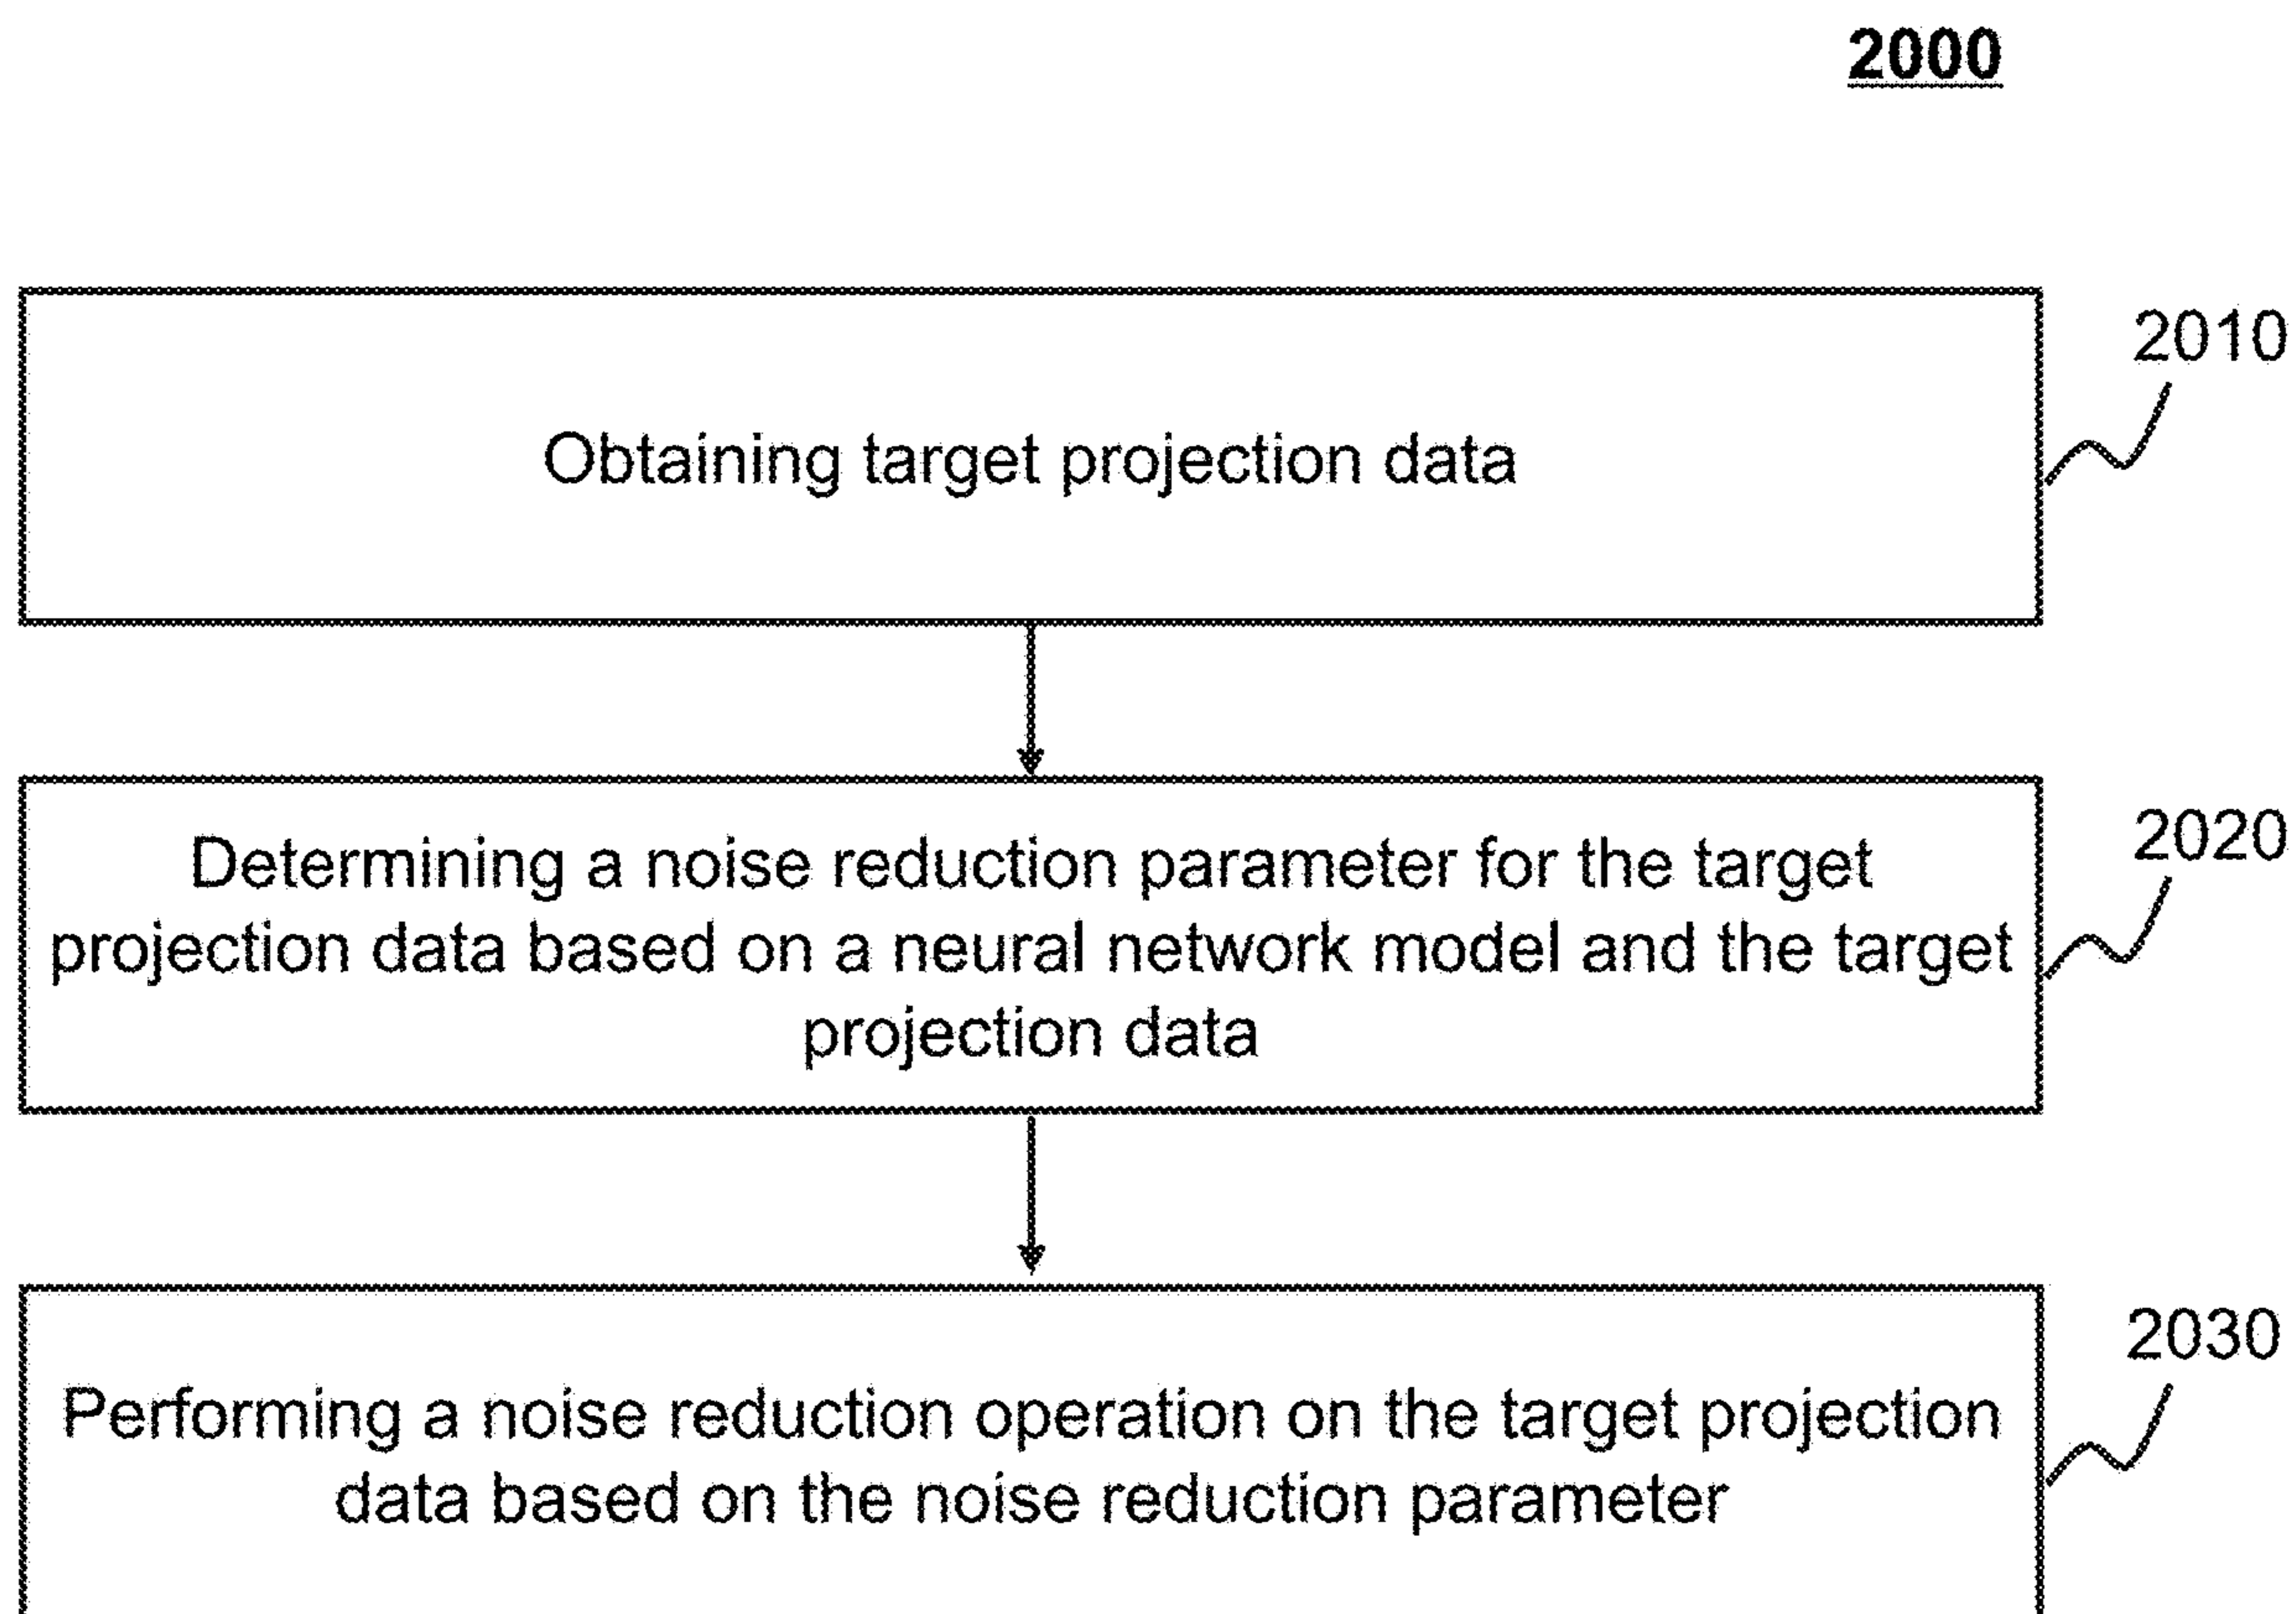 2000
2010
Obtaining target projection data
2020
Determining a noise reduction parameter for the target
projection data based on a neural network model and the target
projection data
2030
Performing a noise reduction operation on the target projection
data based on the noise reduction parameter